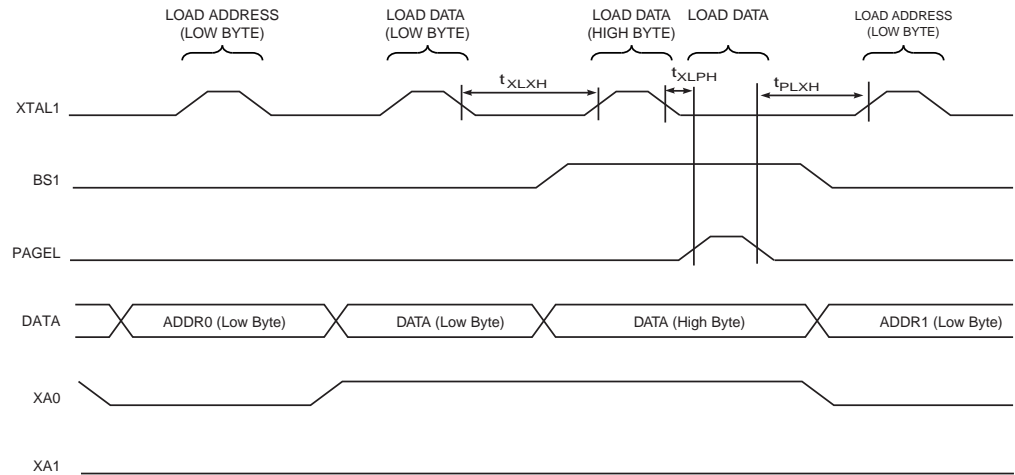 LOAD ADDRESS
(LOW BYTE)
LOAD DATA
(LOW BYTE)
LOAD DATA
(HIGH BYTE)
LOAD DATA
LOAD ADDRESS
(LOW BYTE)
tXLXH
tXLPH
tPLXH
XTAL1
BS1
PAGEL
DATA
ADDR0 (Low Byte)
DATA (Low Byte)
DATA (High Byte)
ADDR1 (Low Byte)
XA0
XA1